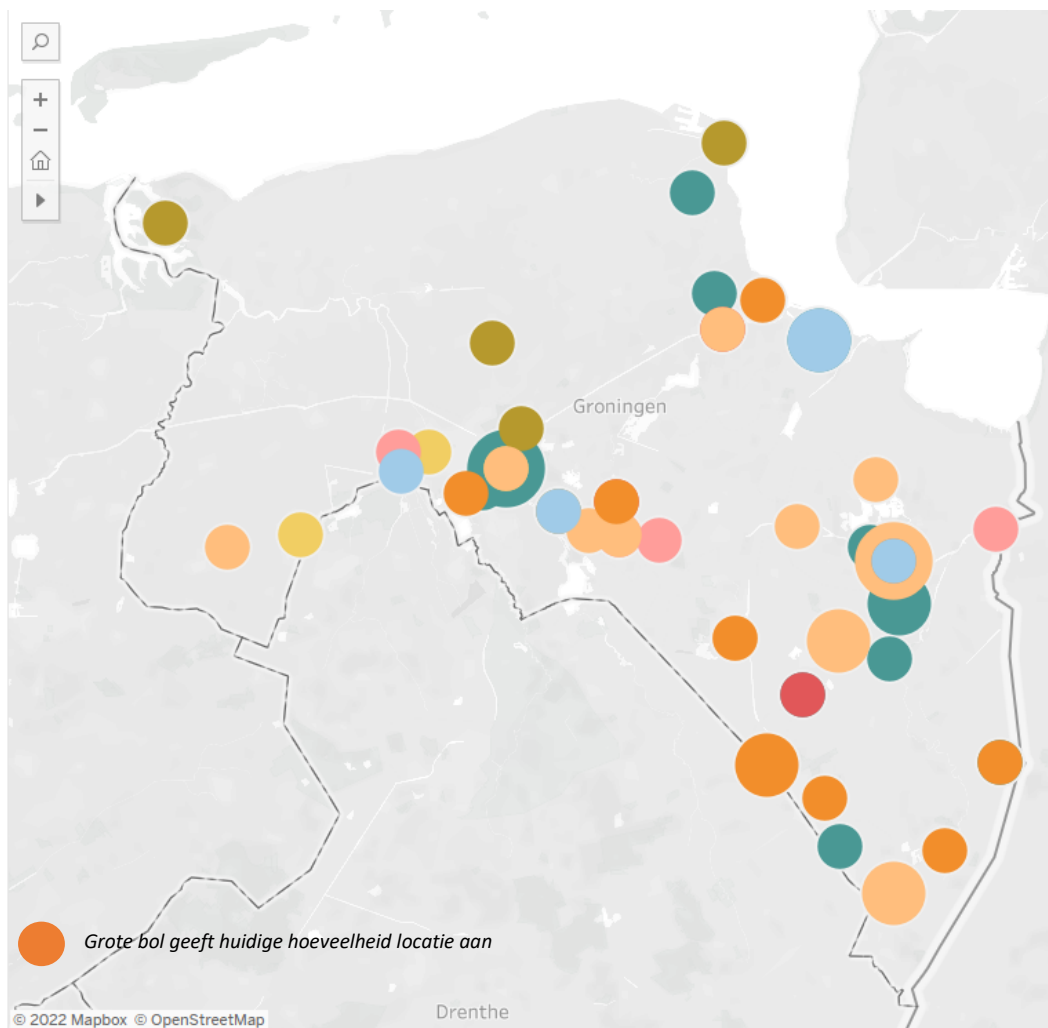 Groningen
Grote bol geeft huidige hoeveelheid locatie aan
Drenthe
© 2022 Mapbox © OpenStreetMap